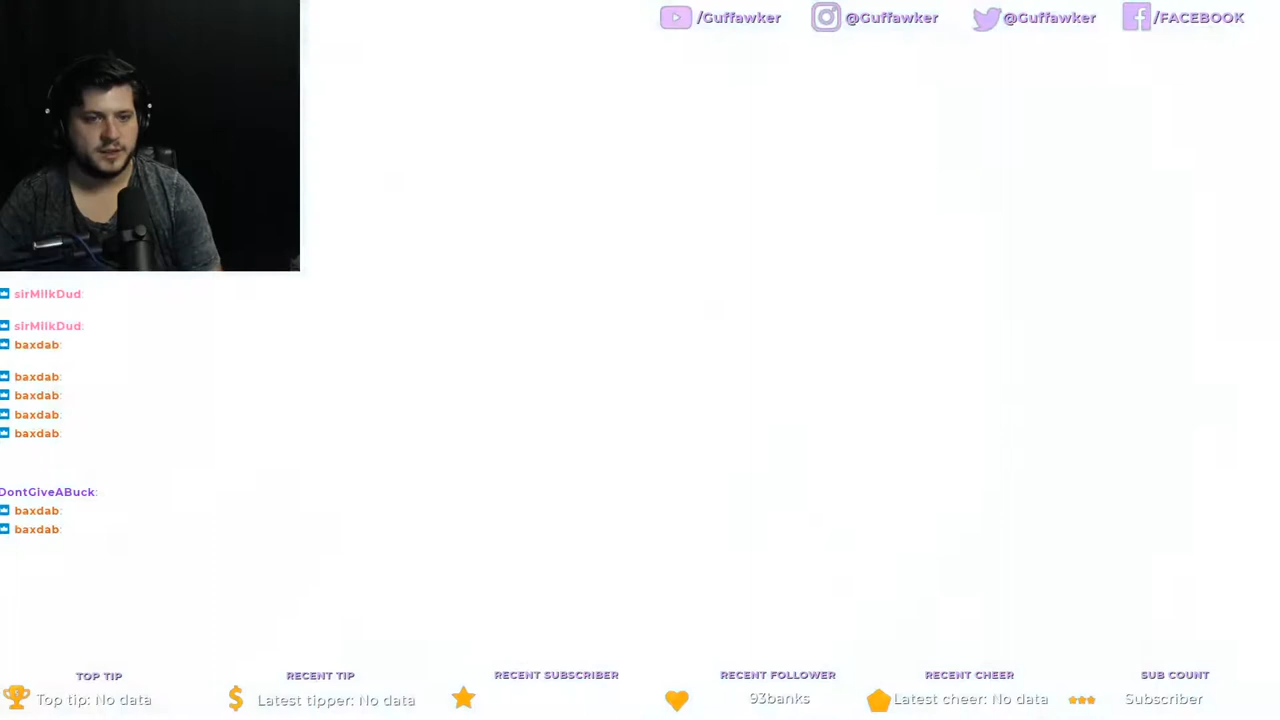 /Guffawker @Guffawker @Guffawker /FACEBOOK
sirMilkDud:
sirMilkDud:
baxdab:
baxdab:
baxdab:
baxdab:
baxdab:
DontGiveABuck:
baxdab:
baxdab:
TOP TIP
Top tip: No data
RECENT TIP
Latest tipper: No data
RECENT SUBSCRIBER
RECENT FOLLOWER
93banks
RECENT CHEER
Latest cheer: No data
SUB COUNT
Subscriber